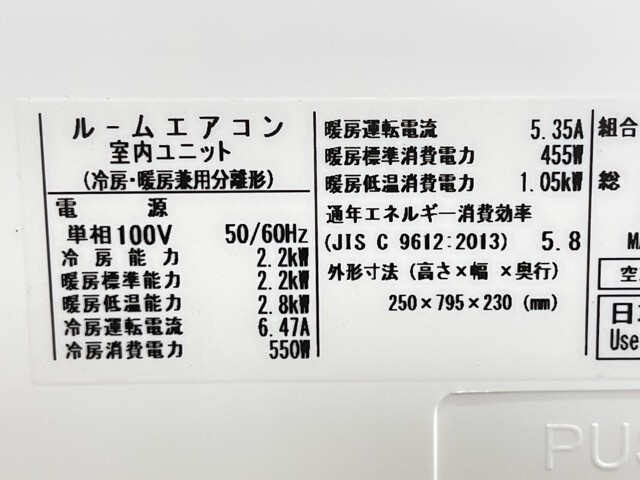 ルームエアコン
室内ユニット
(冷房・暖房兼用分離形)
電 源
単相100V 50/60Hz
冷房能力 2.2kW
暖房標準能力 2.2kW
暖房低温能力 2.8kW
冷房運転電流 6.47A
冷房消費電力 550W
暖房運転電流 5.35A
暖房標準消費電力 455W
暖房低温消費電力 1.05kW
通年エネルギー消費効率
(JIS C 9612:2013) 5.8
外形寸法 (高さ×幅 ×奥行)
250×795×230 (mm)
組合
総
MA
空
日
Use
PUS